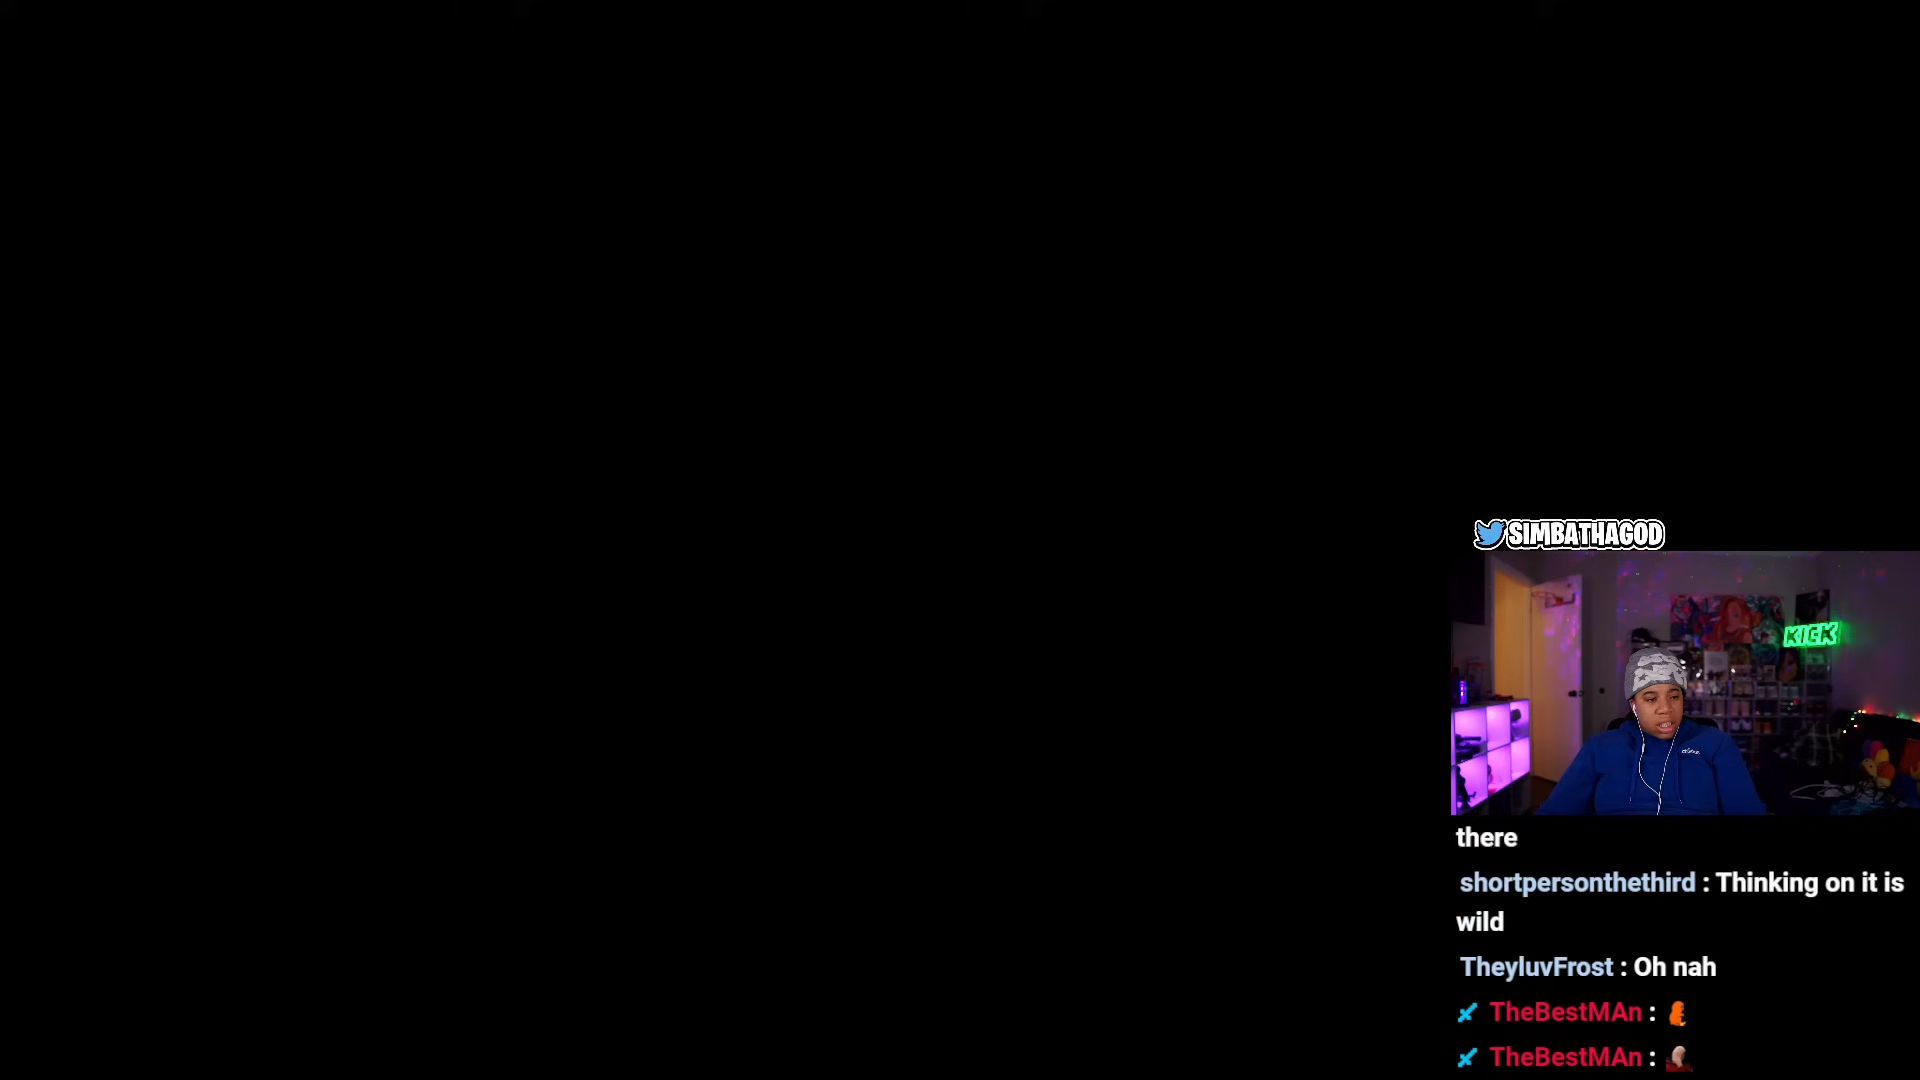 SIMBATHAGOD
KICK
there
shortpersonthethird : Thinking on it is
wild
TheyluvFrost : Oh nah
TheBestMAn :
TheBestMAn :